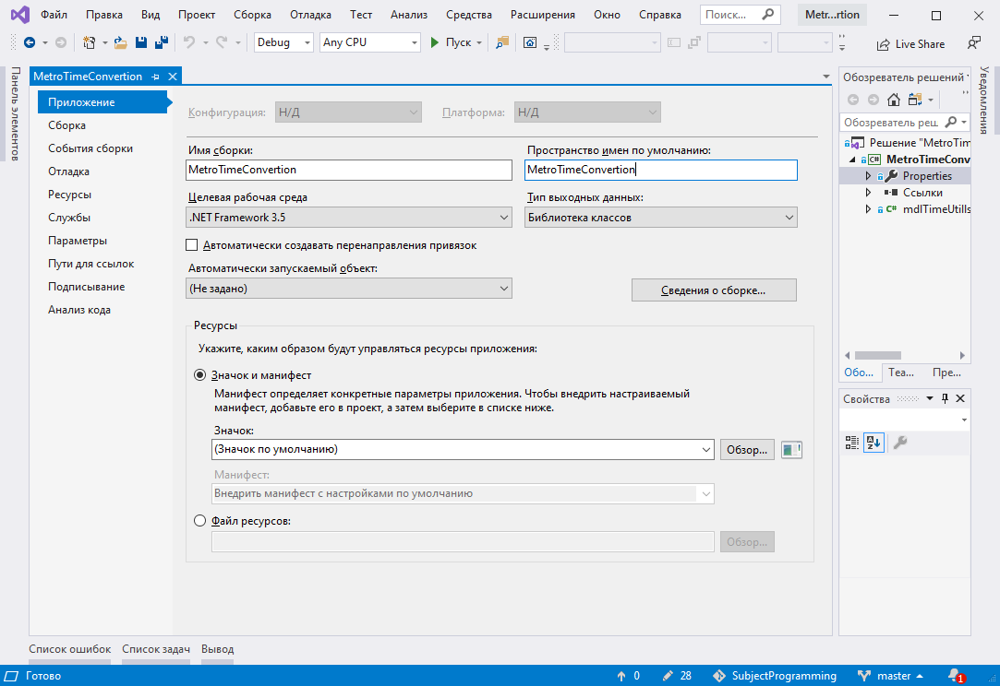 Файл Правка Вид Проект Сборка Отладка Тест Анализ Средства Расширения Окно Справка Поиск... Metr...rtion
Debug Any CPU Пуск Live Share
Панель элементов
MetroTimeConvertion
Приложение
Сборка
События сборки
Отладка
Ресурсы
Службы
Параметры
Пути для ссылок
Подписывание
Анализ кода
Конфигурация: Н/Д Платформа: Н/Д
Имя сборки: Пространство имен по умолчанию:
MetroTimeConvertion MetroTimeConvertion
Целевая рабочая среда Тип выходных данных:
.NET Framework 3.5 Библиотека классов
Автоматически создавать перенаправления привязок
Автоматически запускаемый объект:
(Не задано) Сведения о сборке...
Ресурсы
Укажите, каким образом будут управляться ресурсы приложения:
Значок и манифест
Манифест определяет конкретные параметры приложения. Чтобы внедрить настраиваемый
манифест, добавьте его в проект, а затем выберите в списке ниже.
Значок:
(Значок по умолчанию) Обзор...
Манифест:
Внедрить манифест с настройками по умолчанию
Файл ресурсов:
Обзор...
Обозреватель решений
Обозреватель реш
Решение "MetroTim
C# MetroTimeConv
Properties
Ссылки
C# mdlTimeUtills
Обо... Tea... Пре...
Свойства
Уведомления
Список ошибок Список задач Вывод
Готово 0 28 SubjectProgramming master 1